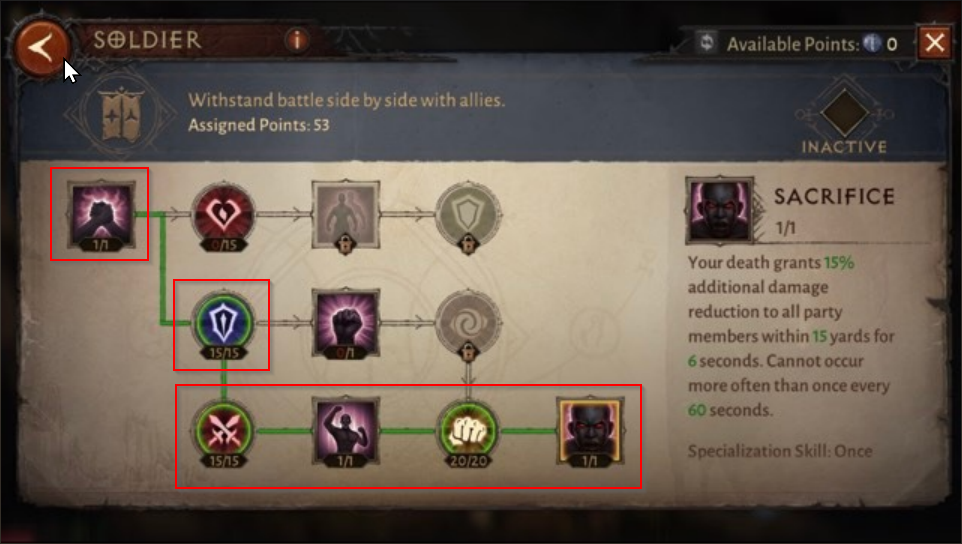 SOLDIER
Available Points: 0
Withstand battle side by side with allies.
Assigned Points: 53
INACTIVE
1/1
0/15
SACRIFICE
1/1
Your death grants 15%
additional damage
reduction to all party
members within 15 yards for
6 seconds. Cannot occur
more often than once every
60 seconds.
Specialization Skill: Once
15/15
0/1
15/15
1/1
20/20
1/1